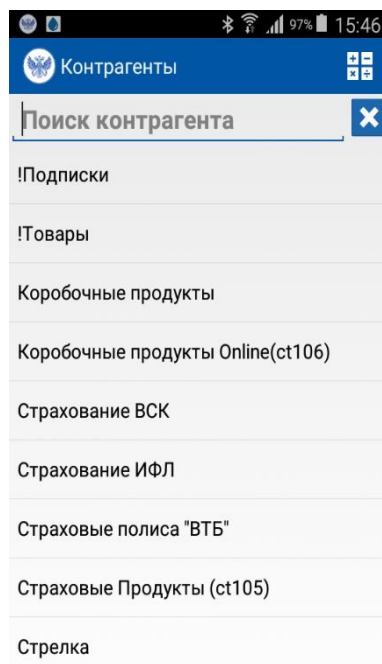 97% 15:46
Контрагенты
Поиск контрагента
!Подписки
!Товары
Коробочные продукты
Коробочные продукты Online(ct106)
Страхование ВСК
Страхование ИФЛ
Страховые полиса "ВТБ"
Страховые Продукты (ct105)
Стрелка